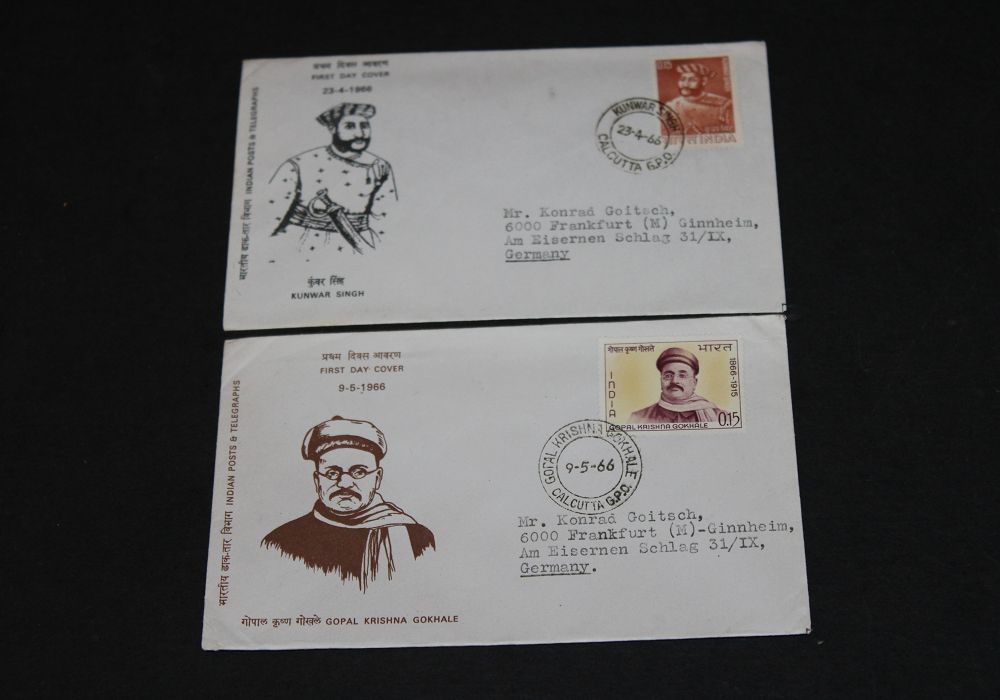 प्रथम दिवस आवरण
FIRST DAY COVER
23-4-1966
भारतीय डाक-तार विभाग INDIAN POSTS & TELEGRAPHS
कुंवर सिंह
KUNWAR SINGH
KUNWAR SINGH
23-4-66
CALCUTTA G.P.O.
INDIA
Mr. Konrad Goitsch,
6000 Frankfurt (M) Ginnheim,
Am Eisernen Schlag 31/IX,
Germany
प्रथम दिवस आवरण
FIRST DAY COVER
9-5-1966
भारतीय डाक-तार विभाग INDIAN POSTS & TELEGRAPHS
गोपाल कृष्ण गोखले GOPAL KRISHNA GOKHALE
गोपाल कृष्ण गोखले भारत
INDIA
1866-1915
0.15
GOPAL KRISHNA GOKHALE
GOPAL KRISHNA GOKHALE
9-5-66
CALCUTTA G.P.O.
Mr. Konrad Goitsch,
6000 Frankfurt (M)-Ginnheim,
Am Eisernen Schlag 31/IX,
Germany.